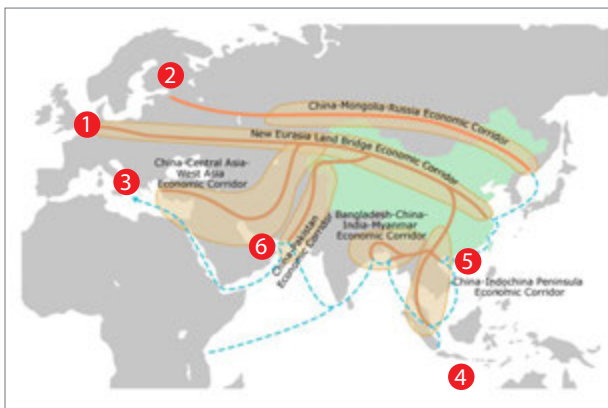 2
China-Mongolia-Russia Economic Corridor
1
New Eurasia Land Bridge Economic Corridor
3
China-Central Asia-
West Asia
Economic Corridor
6
China-Pakistan
Economic Corridor
Bangladesh-China-
India-Myanmar
Economic Corridor
5
China-Indochina Peninsula
Economic Corridor
4